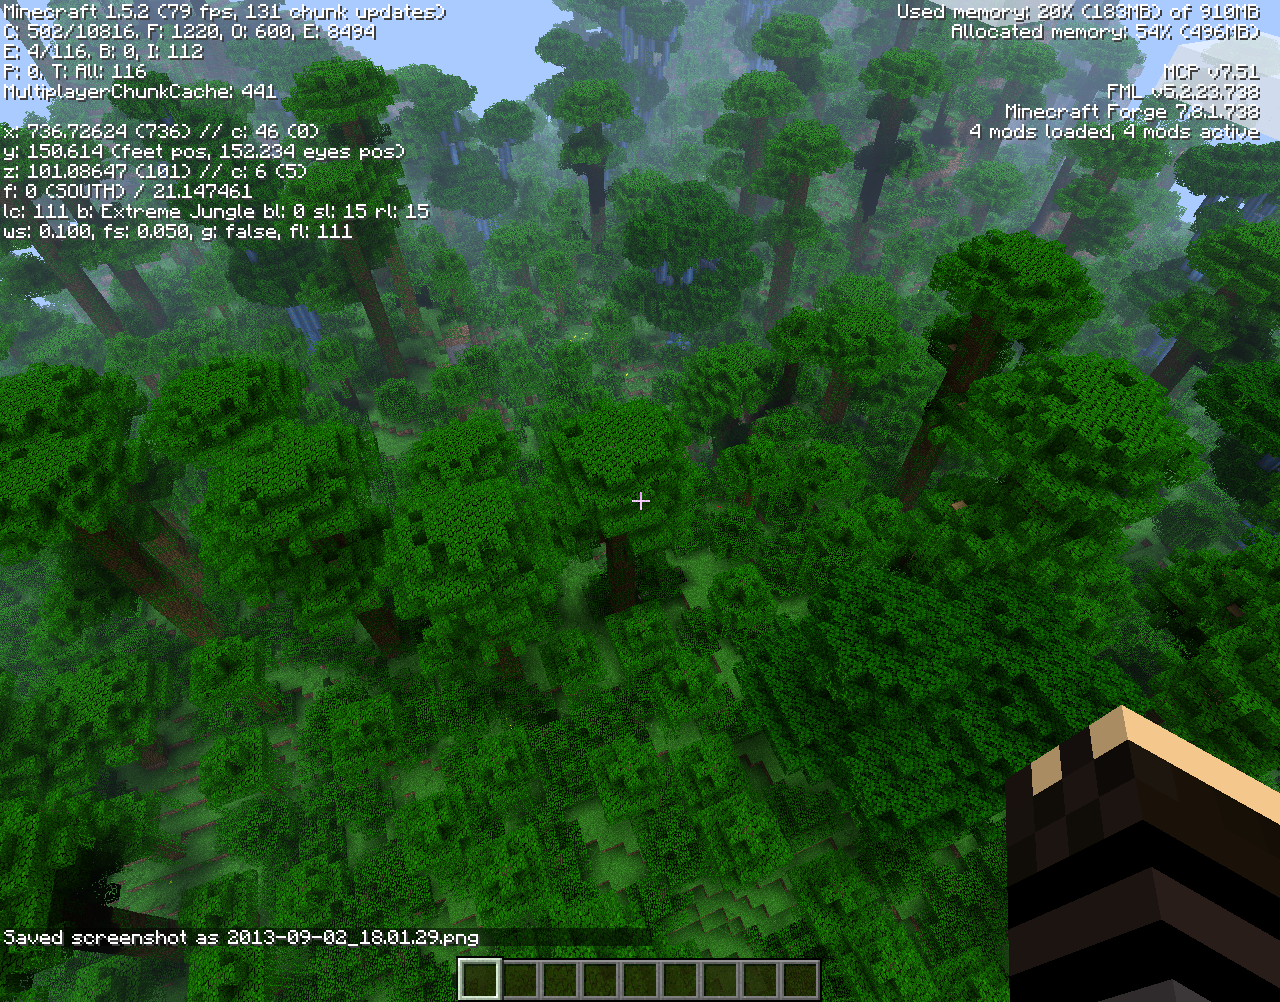 Minecraft 1.5.2 (79 fps, 131 chunk updates)
C: 502/10816, F: 1220, O: 600, E: 8494
E: 4/116, B: 0, I: 112
P: 0, T: All: 116
MultiplayerChunkCache: 441
x: 736.72624 (736) // c: 46 (0)
y: 150.614 (feet pos, 152.234 eyes pos)
z: 101.08647 (101) // c: 6 (5)
f: 0 (SOUTH) / 21.147461
lc: 111 b: Extreme Jungle bl: 0 sl: 15 rl: 15
ws: 0.100, fs: 0.050, g: false, fl: 111
Used memory: 20% (183MB) of 910MB
Allocated memory: 54% (496MB)
MCP v7.51
FML v5.2.23.738
Minecraft Forge 7.8.1.738
4 mods loaded, 4 mods active
Saved screenshot as 2013-09-02_18.01.29.png